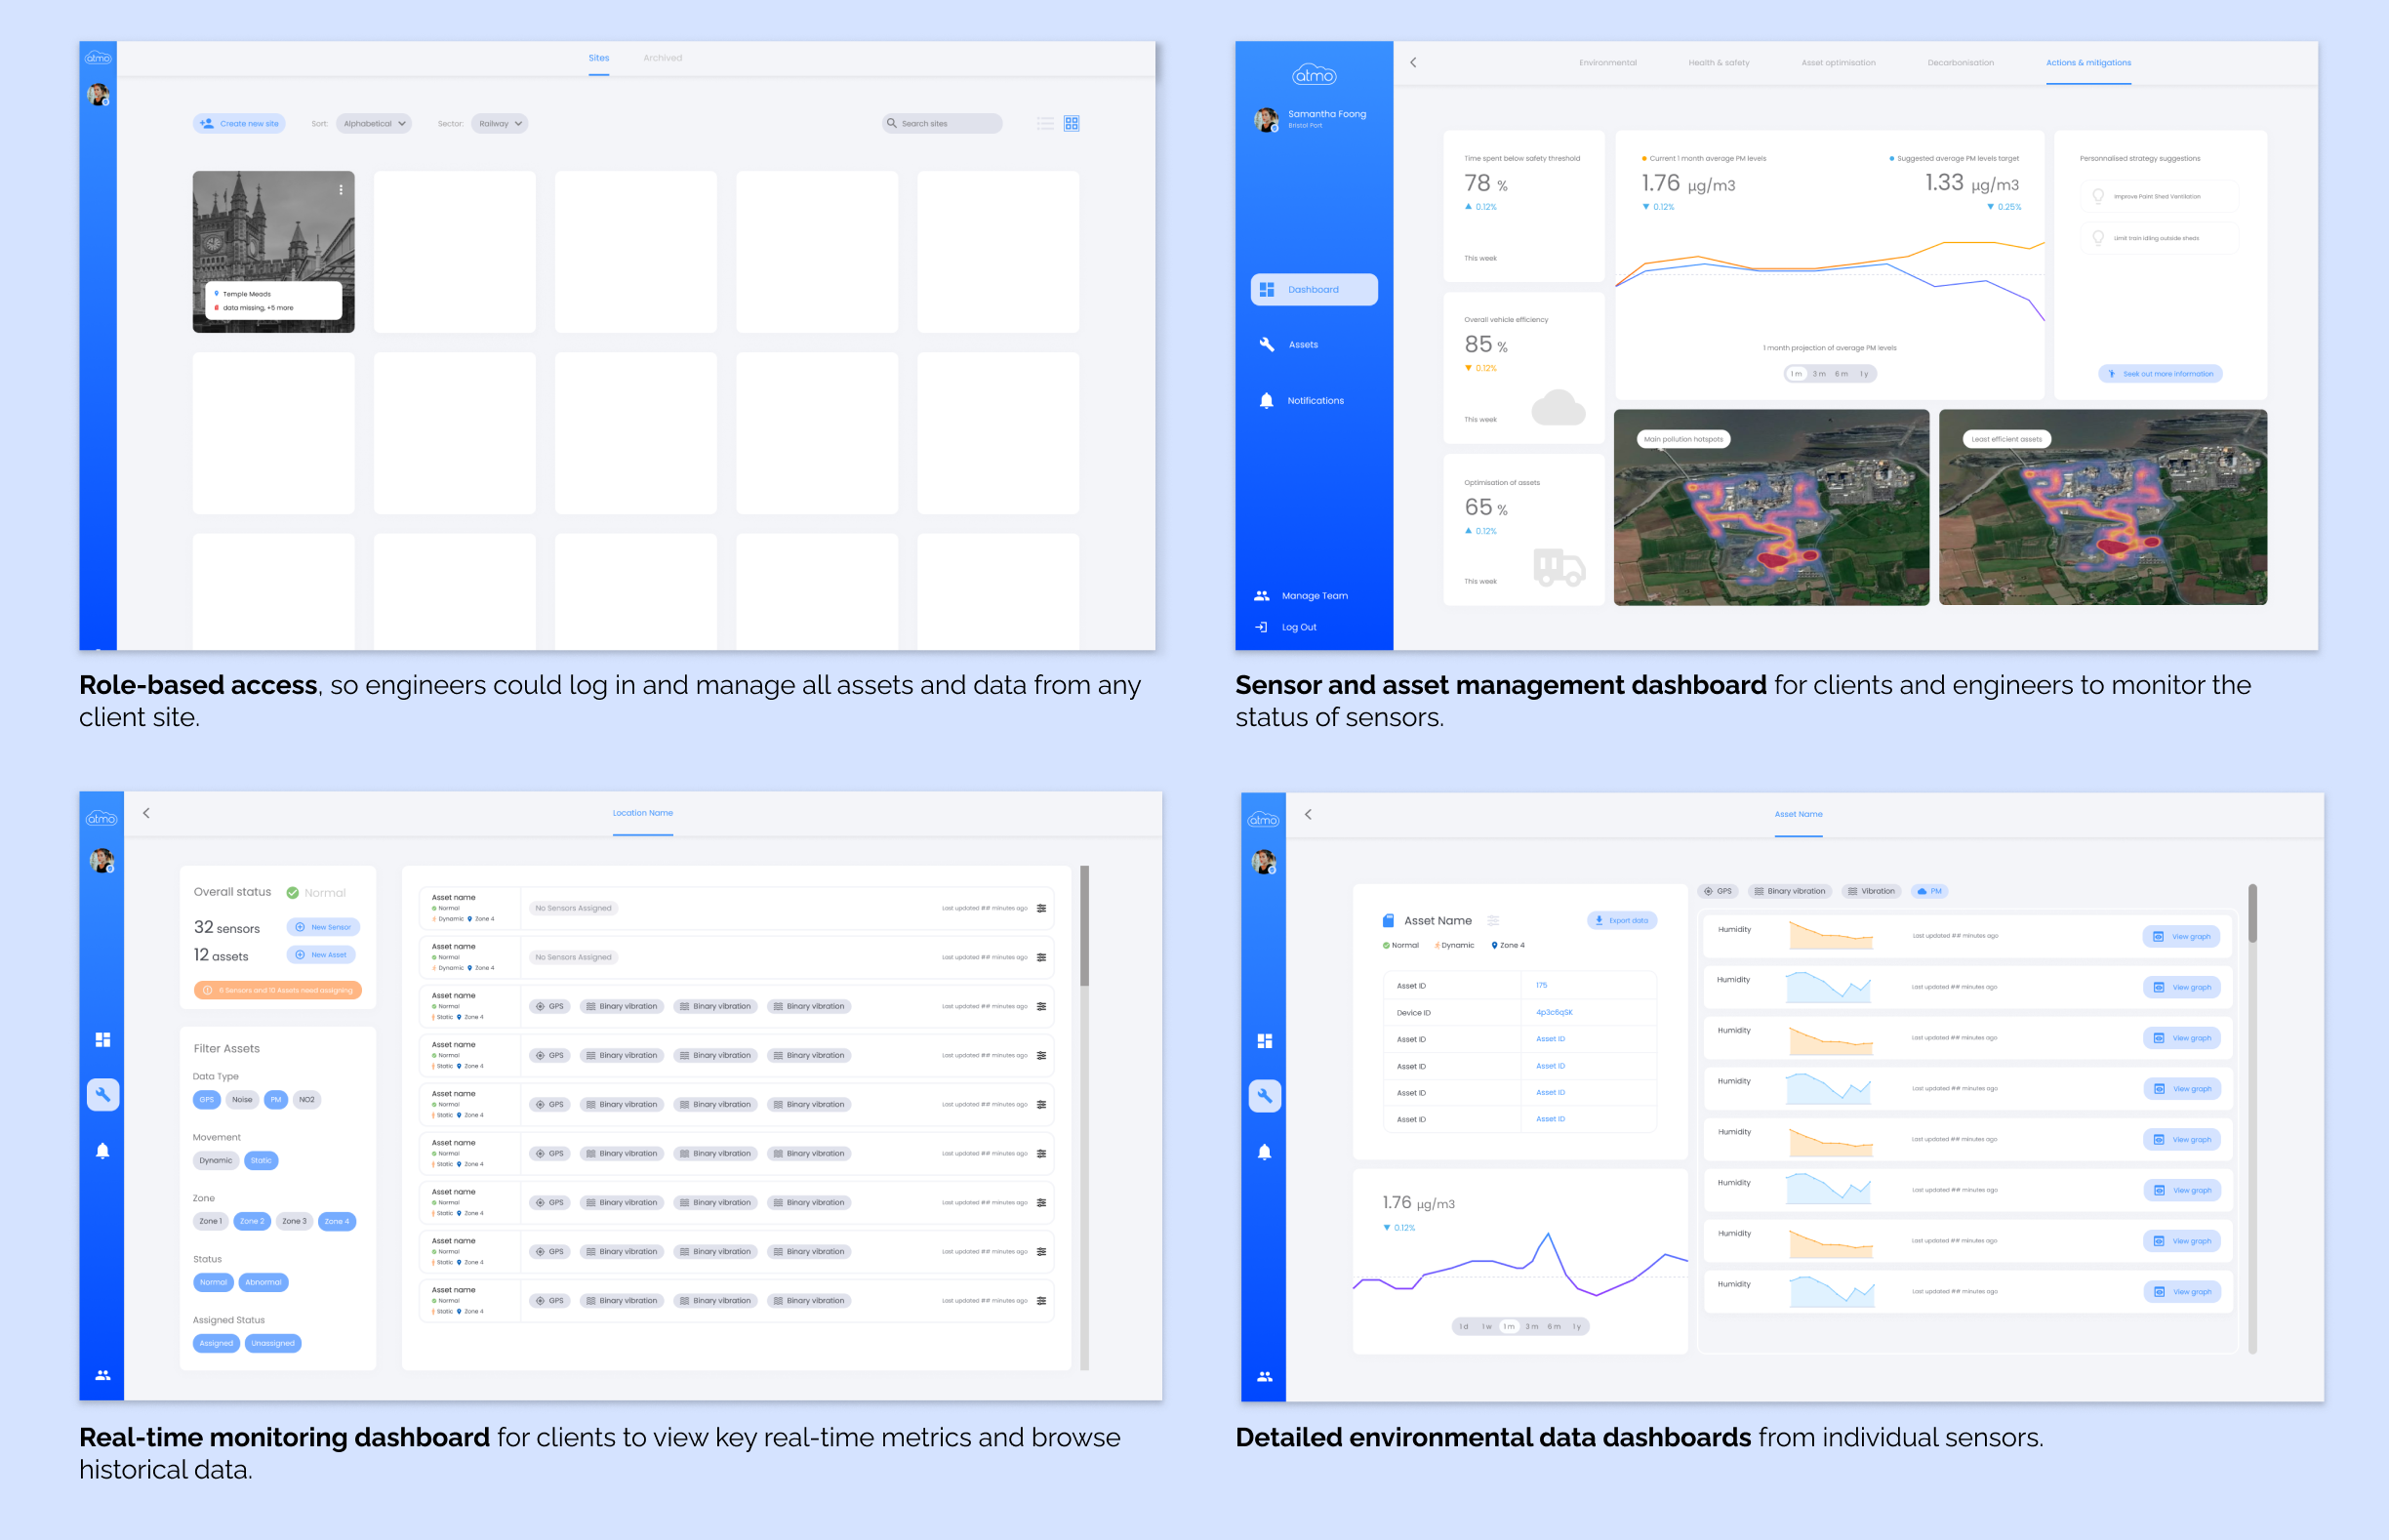 atmo
Sites
Archived
Create new site
Sort:
Alphabetical
Sector:
Railway
Search sites
Temple Meads
data missing, +5 more
Role-based access, so engineers could log in and manage all assets and data from any
client site.
atmo
Samantha Foong
Bristol Port
Dashboard
Assets
Notifications
Manage Team
Log Out
Environmental
Health & safety
Asset optimisation
Decarbonisation
Actions & mitigations
Time spent below safety threshold
78 %
0.12%
This week
Overall vehicle efficiency
85 %
0.12%
This week
Optimisation of assets
65 %
0.12%
This week
Current 1 month average PM levels
1.76 µg/m3
0.12%
Suggested average PM levels target
1.33 µg/m3
0.25%
1 month projection of average PM levels
1 m 3 m 6 m 1 y
Personnalised strategy suggestions
Improve Paint Shed Ventilation
Limit train idling outside sheds
Seek out more information
Main pollution hotspots
Least efficient assets
Sensor and asset management dashboard for clients and engineers to monitor the
status of sensors.
atmo
Location Name
Overall status
Normal
32 sensors
New Sensor
12 assets
New Asset
6 Sensors and 10 Assets need assigning
Filter Assets
Data Type
GPS Noise PM NO2
Movement
Dynamic Static
Zone
Zone 1 Zone 2 Zone 3 Zone 4
Status
Normal Abnormal
Assigned Status
Assigned Unassigned
Asset name
Normal
Dynamic Zone 4
No Sensors Assigned
Last updated ## minutes ago
Asset name
Normal
Dynamic Zone 4
No Sensors Assigned
Last updated ## minutes ago
Asset name
Normal
Static Zone 4
GPS Binary vibration Binary vibration Binary vibration
Last updated ## minutes ago
Asset name
Normal
Static Zone 4
GPS Binary vibration Binary vibration Binary vibration
Last updated ## minutes ago
Asset name
Normal
Static Zone 4
GPS Binary vibration Binary vibration Binary vibration
Last updated ## minutes ago
Asset name
Normal
Static Zone 4
GPS Binary vibration Binary vibration Binary vibration
Last updated ## minutes ago
Asset name
Normal
Static Zone 4
GPS Binary vibration Binary vibration Binary vibration
Last updated ## minutes ago
Asset name
Normal
Static Zone 4
GPS Binary vibration Binary vibration Binary vibration
Last updated ## minutes ago
Asset name
Normal
Static Zone 4
GPS Binary vibration Binary vibration Binary vibration
Last updated ## minutes ago
Real-time monitoring dashboard for clients to view key real-time metrics and browse
historical data.
atmo
Asset Name
Asset Name
Export data
Normal Dynamic Zone 4
Asset ID 175
Device ID 4p3c6qSK
Asset ID Asset ID
Asset ID Asset ID
Asset ID Asset ID
Asset ID Asset ID
1.76 µg/m3
0.12%
1 d 1 w 1 m 3 m 6 m 1 y
GPS Binary vibration Vibration PM
Humidity Last updated ## minutes ago View graph
Humidity Last updated ## minutes ago View graph
Humidity Last updated ## minutes ago View graph
Humidity Last updated ## minutes ago View graph
Humidity Last updated ## minutes ago View graph
Humidity Last updated ## minutes ago View graph
Humidity Last updated ## minutes ago View graph
Humidity Last updated ## minutes ago View graph
Detailed environmental data dashboards from individual sensors.